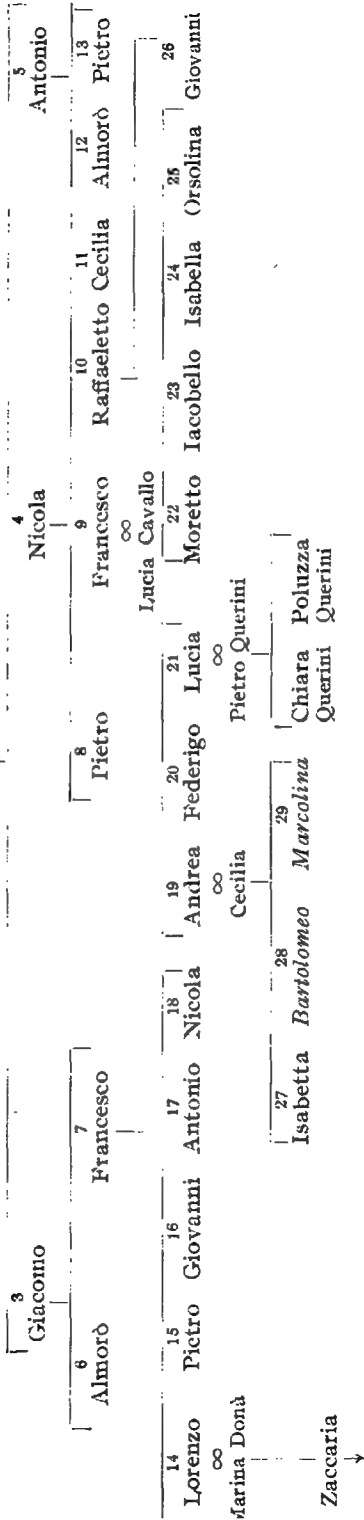 3 4 5
Giacomo Nicola Antonio
6 7 8 9 10 11 12 13
Almorò Francesco Pietro Francesco Raffaeletto Cecilia Almorò Pietro
∞
Lucia Cavallo
14 15 16 17 18 19 20 21 22 23 24 25 26
Lorenzo Pietro Giovanni Antonio Nicola Andrea Federigo Lucia Moretto Iacobello Isabella Orsolina Giovanni
∞ ∞ ∞
Marina Donà Cecilia Pietro Querini
27 28 29
Isabetta Bartolomeo Marcolina Chiara Poluzza
Querini Querini
Zaccaria